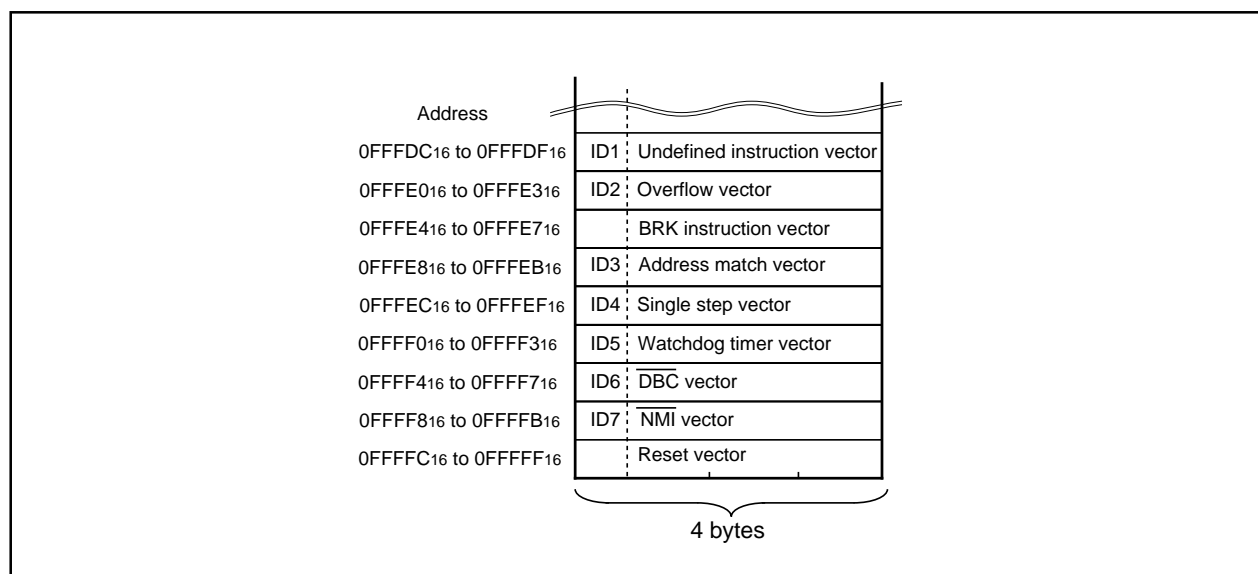 Address
0FFFDC16 to 0FFFDF16 ID1 Undefined instruction vector
0FFFE016 to 0FFFE316 ID2 Overflow vector
0FFFE416 to 0FFFE716 BRK instruction vector
0FFFE816 to 0FFFEB16 ID3 Address match vector
0FFFEC16 to 0FFFEF16 ID4 Single step vector
0FFFF016 to 0FFFF316 ID5 Watchdog timer vector
0FFFF416 to 0FFFF716 ID6 DBC vector
0FFFF816 to 0FFFFB16 ID7 NMI vector
0FFFFC16 to 0FFFFF16 Reset vector
4 bytes